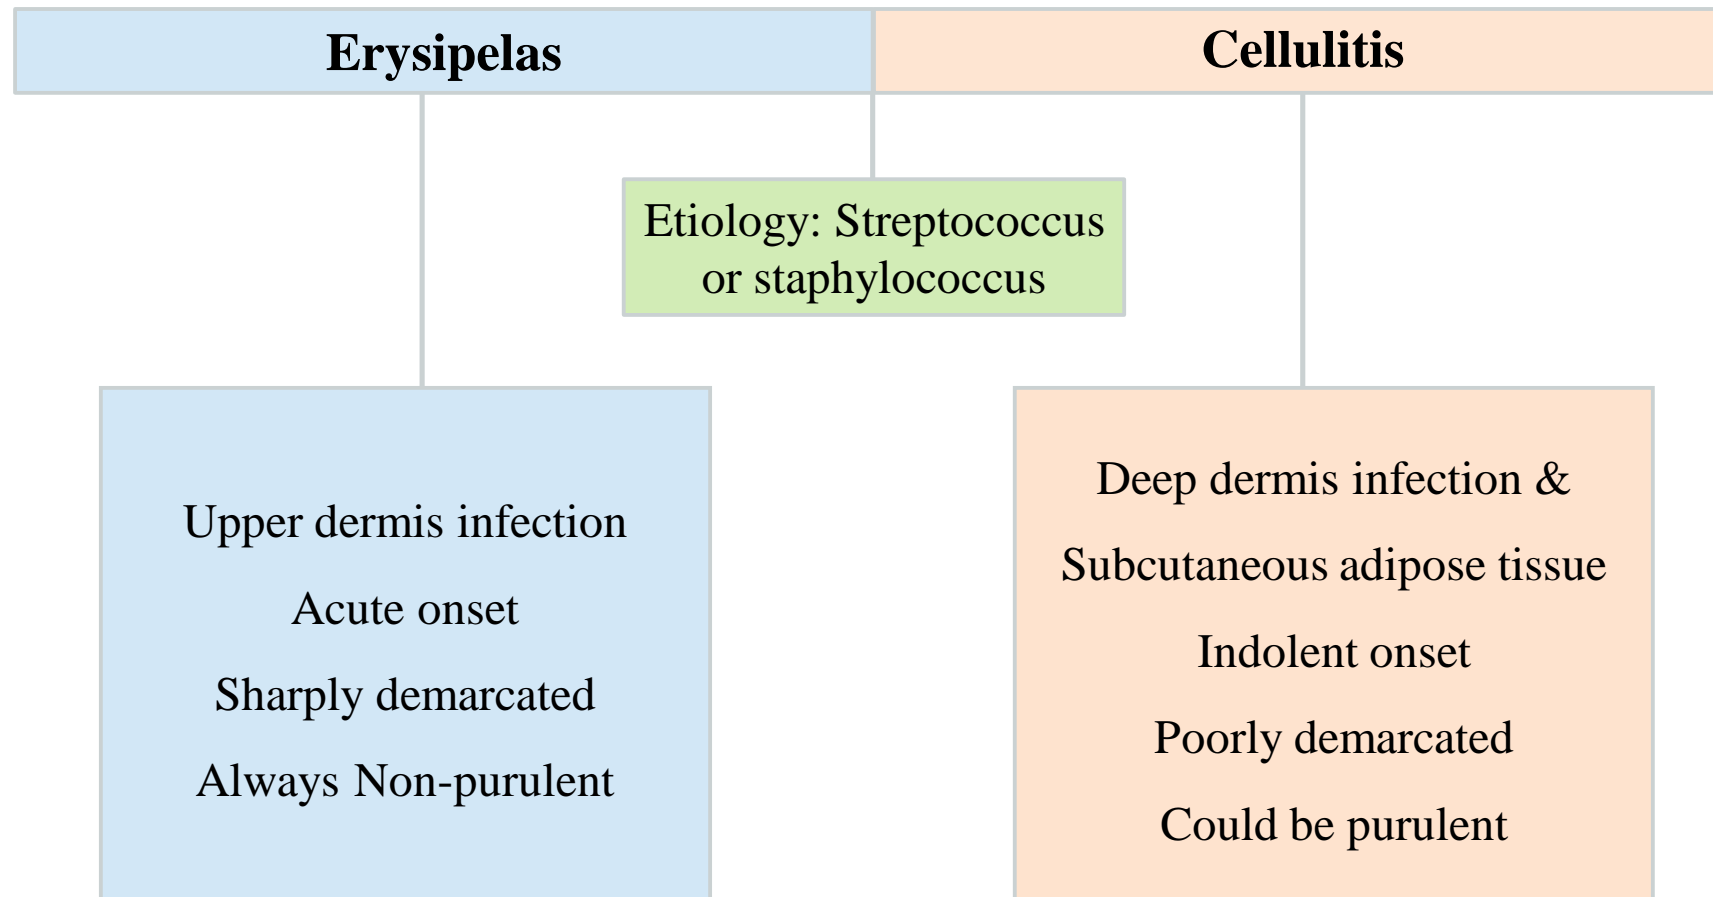 Erysipelas
Cellulitis
Etiology: Streptococcus
or staphylococcus
Upper dermis infection
Acute onset
Sharply demarcated
Always Non-purulent
Deep dermis infection &
Subcutaneous adipose tissue
Indolent onset
Poorly demarcated
Could be purulent